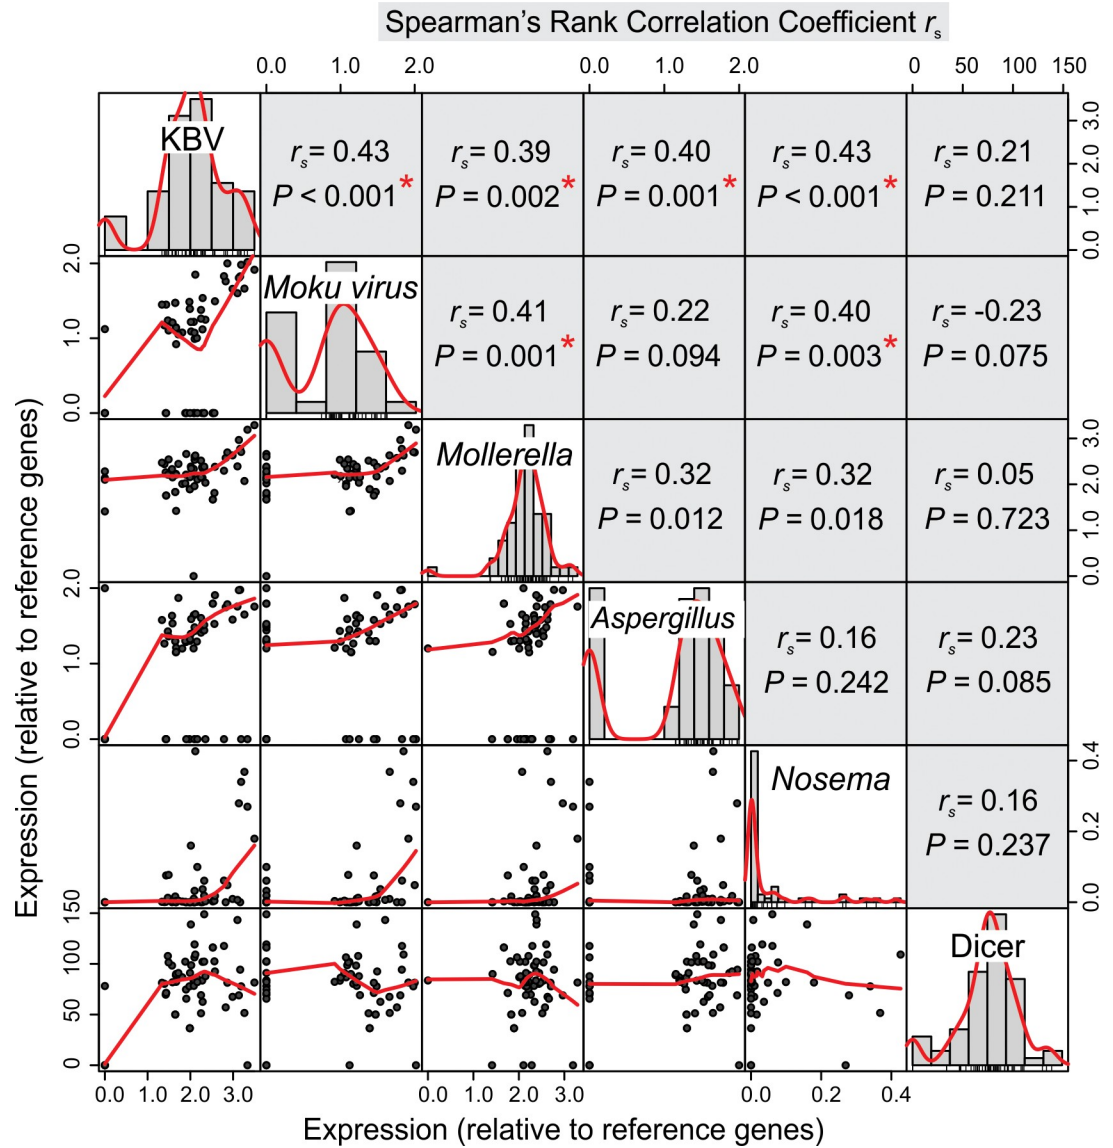 Spearman’s Rank Correlation Coefficient rs
0.0 1.0 2.0 0.0 1.0 2.0 0 50 100 150
KBV
rs= 0.43
P < 0.001*
rs= 0.39
P = 0.002*
rs= 0.40
P = 0.001*
rs= 0.43
P < 0.001*
rs= 0.21
P = 0.211
0.0 1.0 2.0 3.0
0.0 1.0 2.0
Moku virus
rs= 0.41
P = 0.001*
rs= 0.22
P = 0.094
rs= 0.40
P = 0.003*
rs= -0.23
P = 0.075
Mollerella
rs= 0.32
P = 0.012
rs= 0.32
P = 0.018
rs= 0.05
P = 0.723
0.0 1.0 2.0 3.0
0.0 1.0 2.0
Aspergillus
rs= 0.16
P = 0.242
rs= 0.23
P = 0.085
Nosema
rs= 0.16
P = 0.237
0.0 0.2 0.4
0 50 100 150
Dicer
0.0 1.0 2.0 3.0 0.0 1.0 2.0 3.0 0.0 0.2 0.4
Expression (relative to reference genes)
Expression (relative to reference genes)